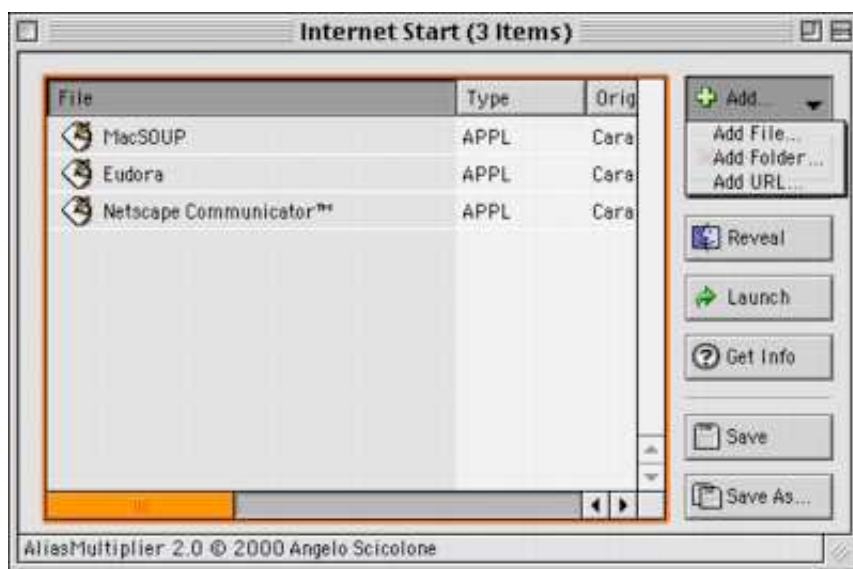 Internet Start (3 Items)
File Type Orig
MacSOUP APPL Cara
Eudora APPL Cara
Netscape Communicator™ APPL Cara
Add...
Add File...
Add Folder...
Add URL...
Reveal
Launch
Get Info
Save
Save As...
AliasMultiplier 2.0 © 2000 Angelo Scicolone